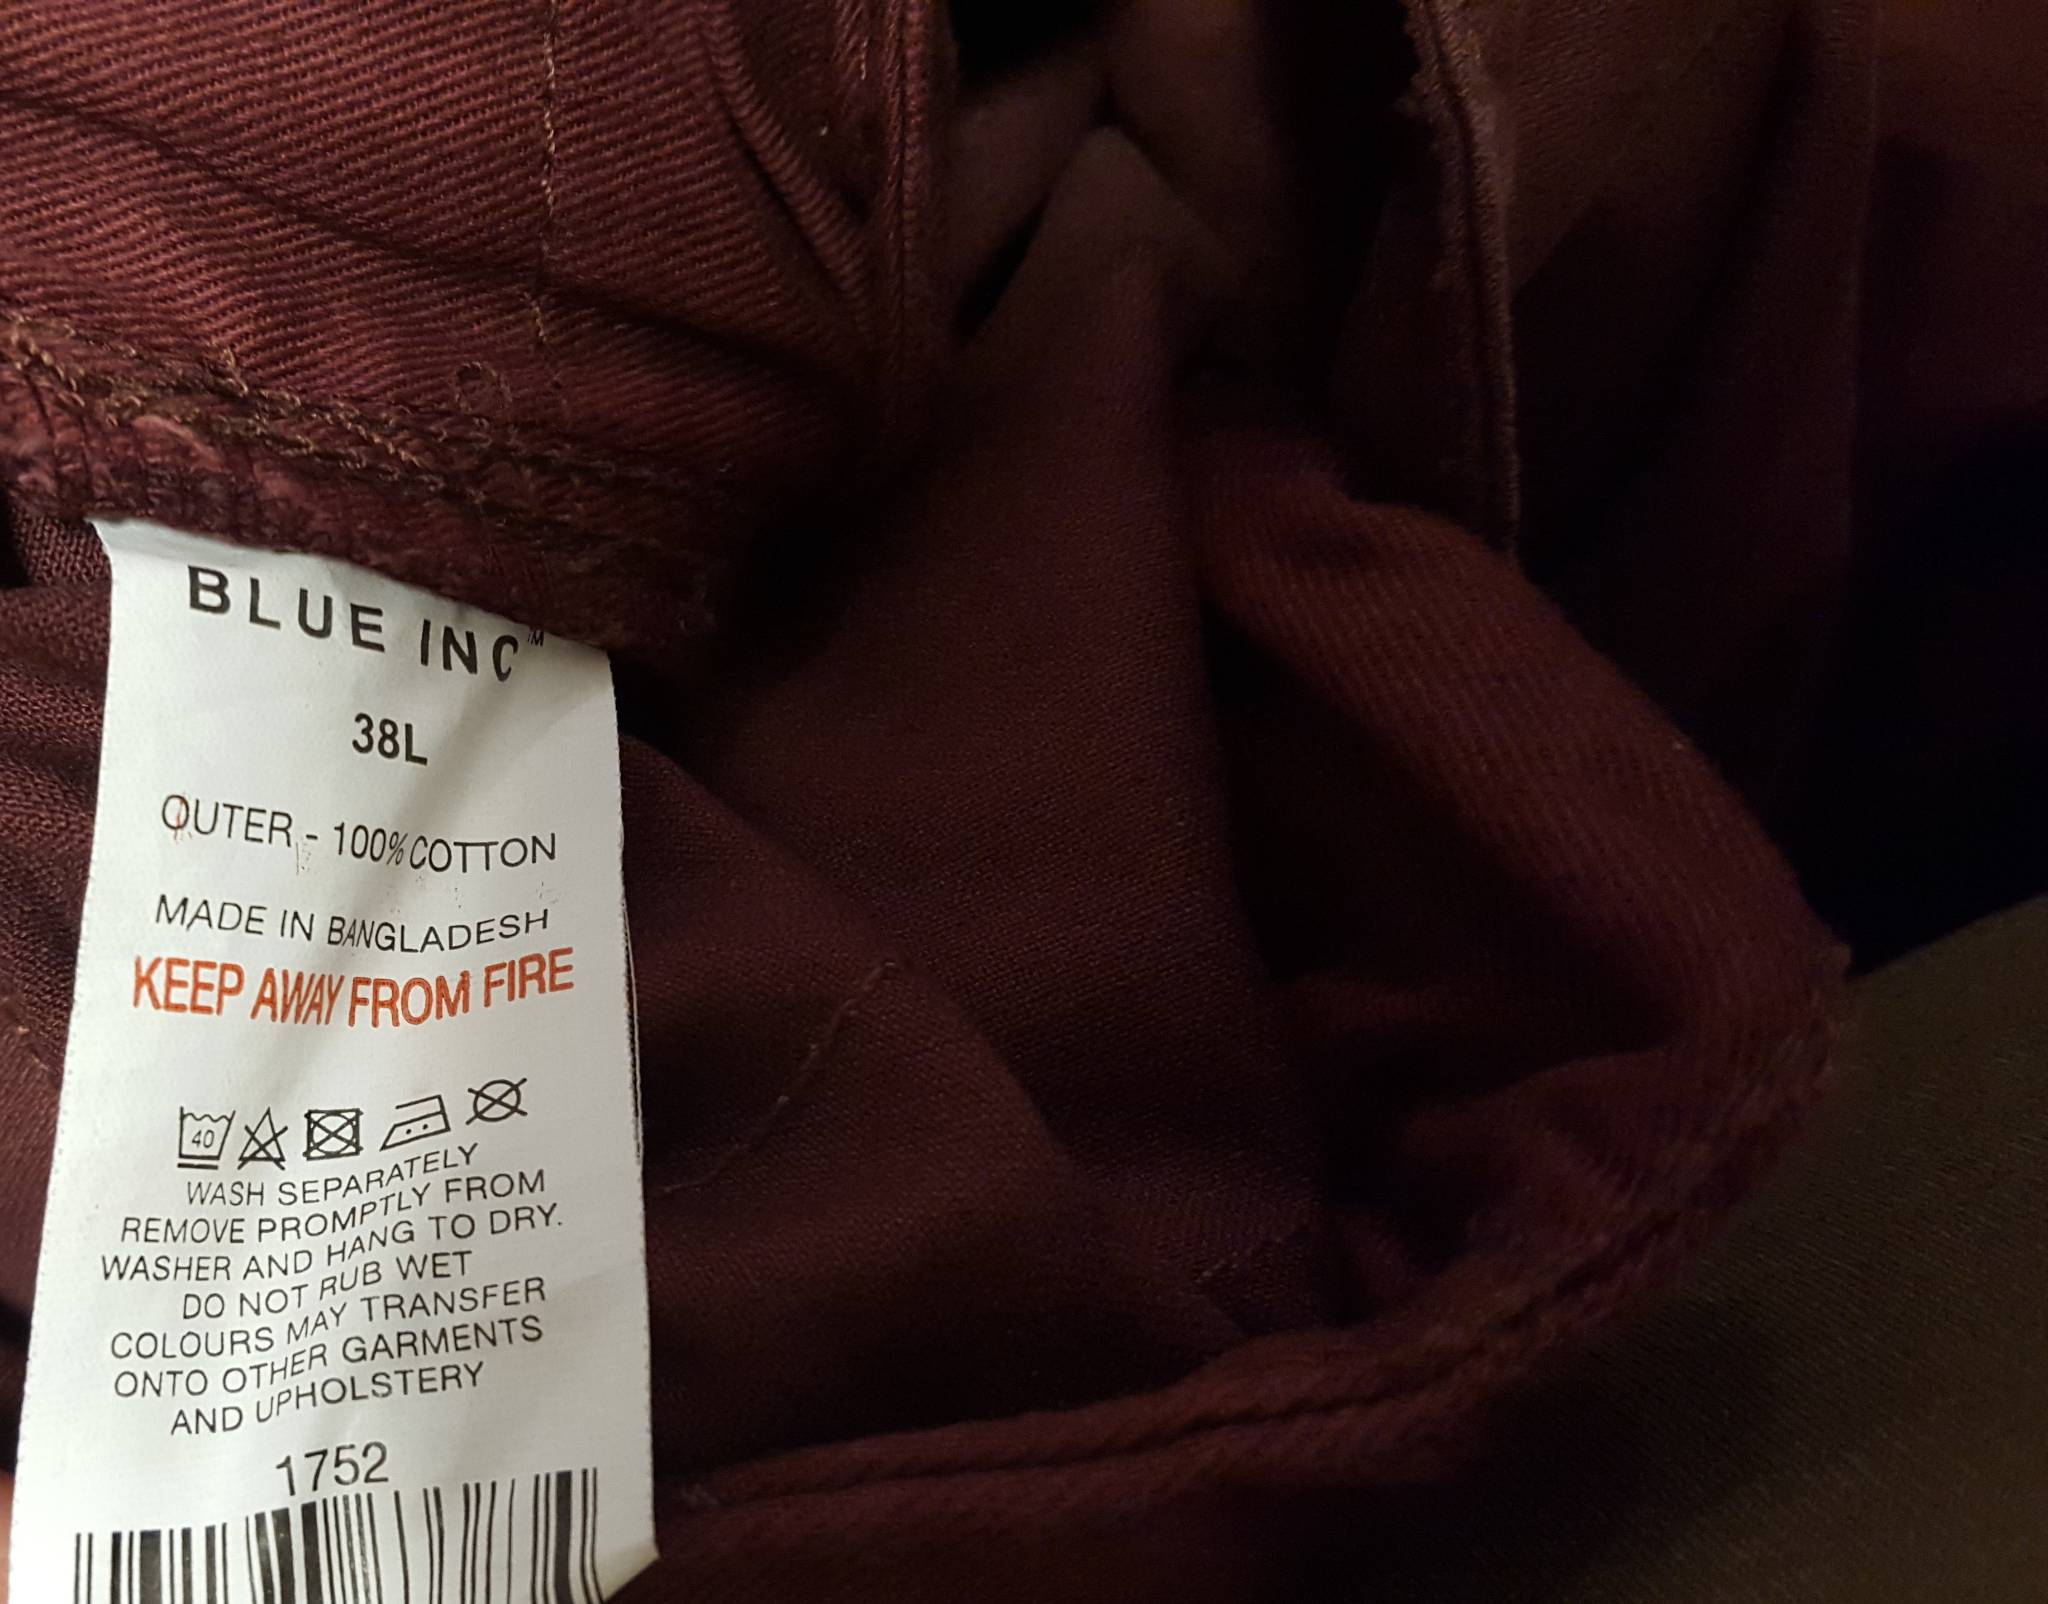 BLUE INC™
38L
OUTER - 100% COTTON
MADE IN BANGLADESH
KEEP AWAY FROM FIRE
40
WASH SEPARATELY
REMOVE PROMPTLY FROM
WASHER AND HANG TO DRY.
DO NOT RUB WET
COLOURS MAY TRANSFER
ONTO OTHER GARMENTS
AND UPHOLSTERY
1752